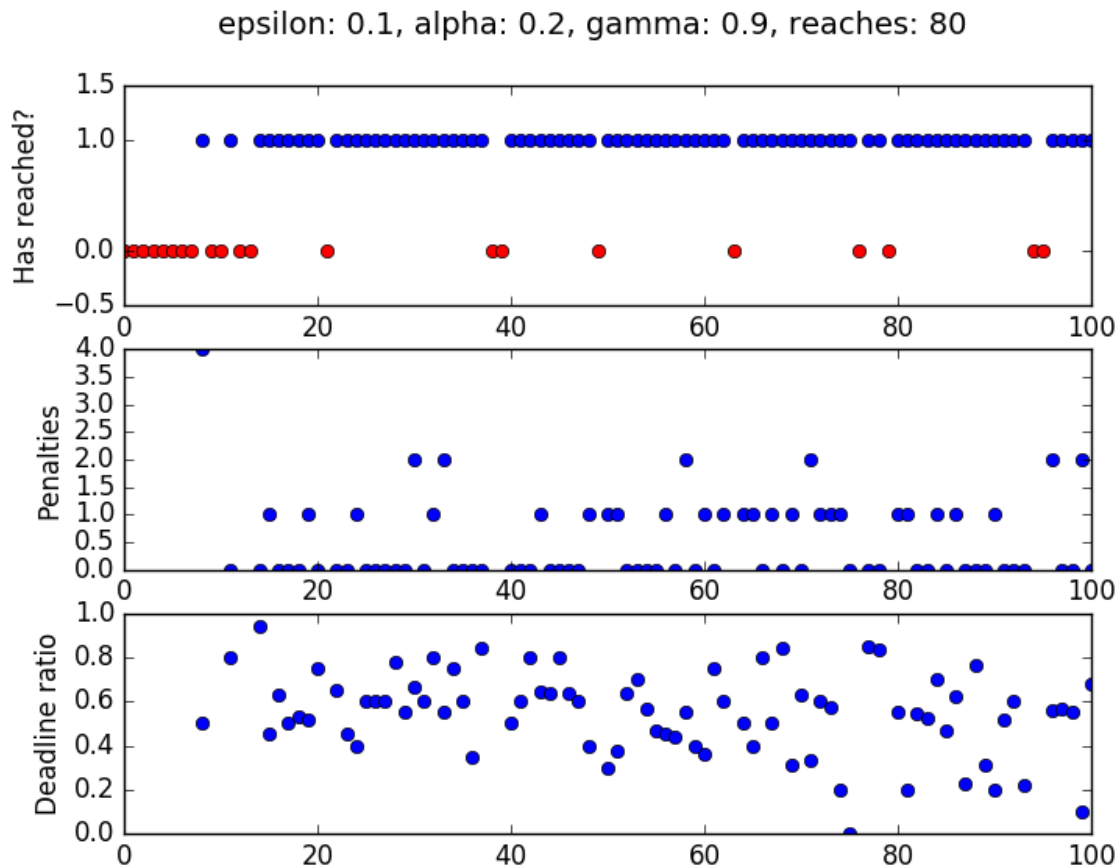 epsilon: 0.1, alpha: 0.2, gamma: 0.9, reaches: 80
Has reached?
1.5
1.0
0.0
−0.5
0 20 40 60 80 100
Penalties
4.0
3.5
3.0
2.5
2.0
1.5
1.0
0.5
0.0
0 20 40 60 80 100
Deadline ratio
1.0
0.8
0.6
0.4
0.2
0.0
0 20 40 60 80 100